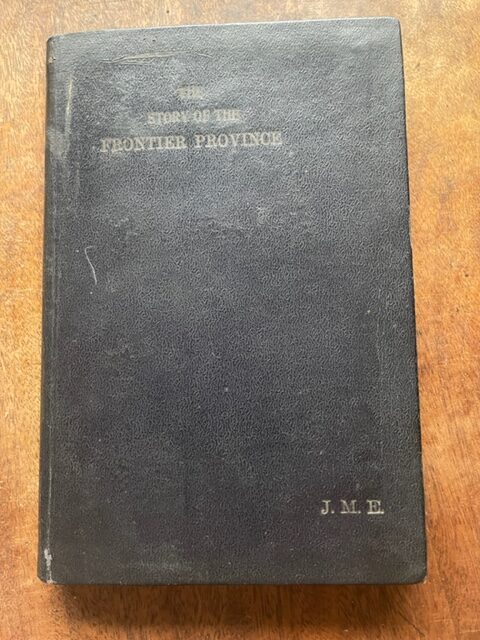 THE
STORY OF THE
FRONTIER PROVINCE
J. M. E.